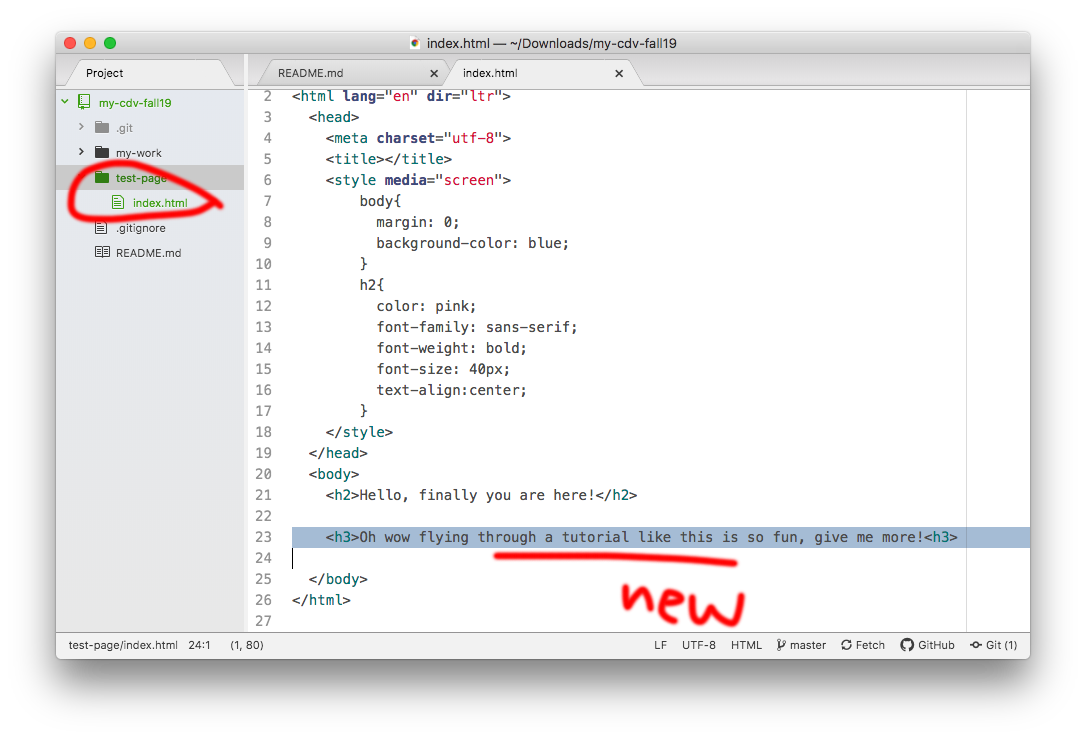 index.html — ~/Downloads/my-cdv-fall19
Project
README.md
index.html
my-cdv-fall19
.git
my-work
test-page
index.html
.gitignore
README.md
2 <html lang="en" dir="ltr">
3 <head>
4 <meta charset="utf-8">
5 <title></title>
6 <style media="screen">
7 body{
8 margin: 0;
9 background-color: blue;
10 }
11 h2{
12 color: pink;
13 font-family: sans-serif;
14 font-weight: bold;
15 font-size: 40px;
16 text-align:center;
17 }
18 </style>
19 </head>
20 <body>
21 <h2>Hello, finally you are here!</h2>
22
23 <h3>Oh wow flying through a tutorial like this is so fun, give me more!<h3>
24
25 </body>
26 </html>
27
new
test-page/index.html 24:1 (1, 80) LF UTF-8 HTML master Fetch GitHub Git (1)